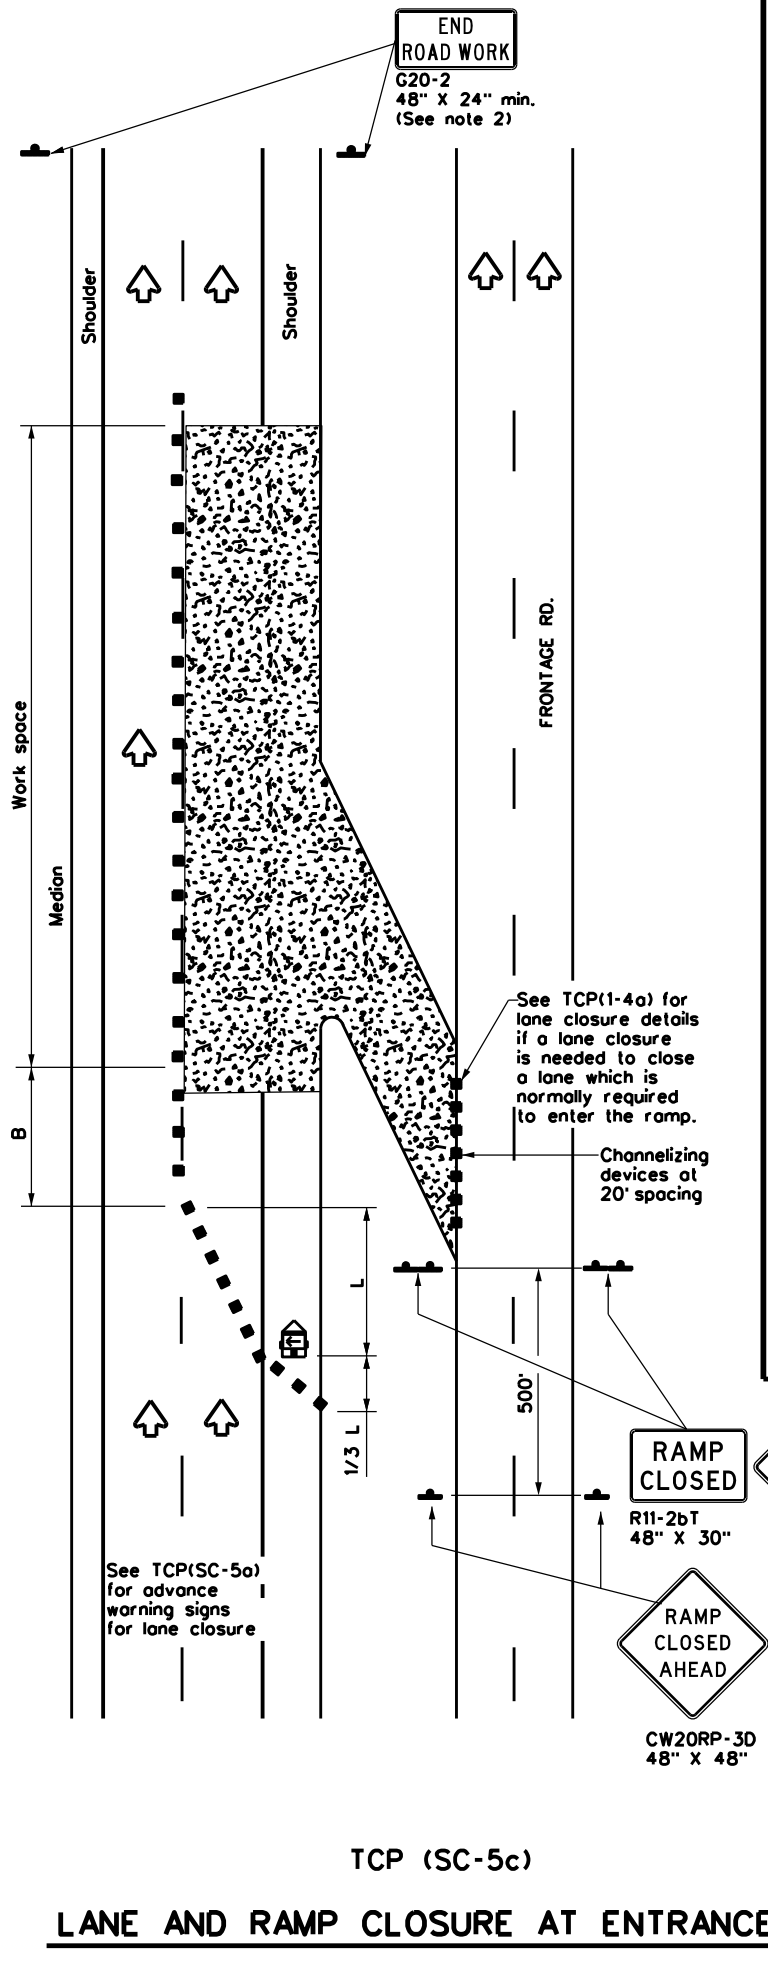 END
ROAD WORK
G20-2
48" X 24" min.
(See note 2)
Shoulder
Shoulder
FRONTAGE RD.
Work space
Median
See TCP(1-4a) for
lane closure details
if a lane closure
is needed to close
a lane which is
normally required
to enter the ramp.
B
Channelizing
devices at
20' spacing
L
500'
1/3 L
RAMP
CLOSED
R11-2bT
48" X 30"
See TCP(SC-5a)
for advance
warning signs
for lane closure
RAMP
CLOSED
AHEAD
CW20RP-3D
48" X 48"
TCP (SC-5c)
LANE AND RAMP CLOSURE AT ENTRANCE